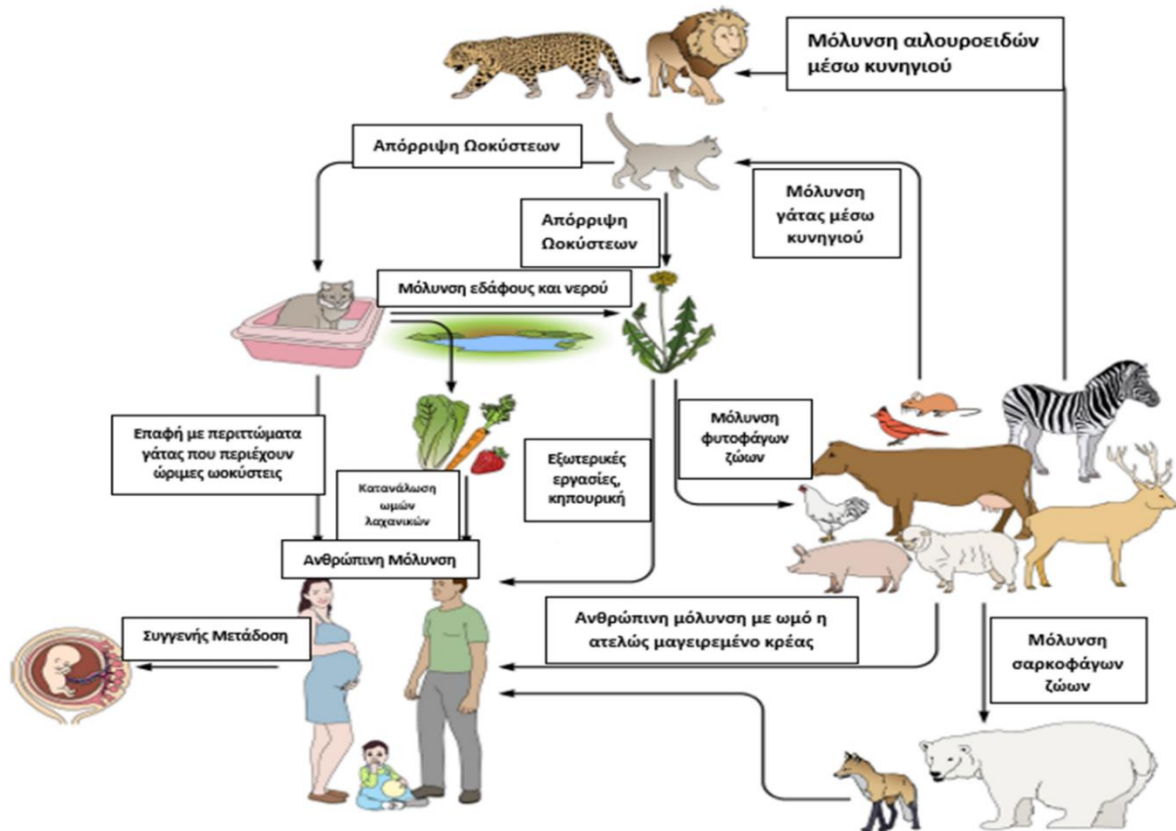 Μόλυνση αιλουροειδών
μέσω κυνηγιού
Απόρριψη Ωοκύστεων
Μόλυνση
γάτας μέσω
κυνηγιού
Απόρριψη
Ωοκύστεων
Μόλυνση εδάφους και νερού
Επαφή με περιττώματα
γάτας που περιέχουν
ώριμες ωοκύστεις
Κατανάλωση
ωμών
λαχανικών
Εξωτερικές
εργασίες,
κηπουρική
Μόλυνση
φυτοφάγων
ζώων
Ανθρώπινη Μόλυνση
Συγγενής Μετάδοση
Ανθρώπινη μόλυνση με ωμό η
ατελώς μαγειρεμένο κρέας
Μόλυνση
σαρκοφάγων
ζώων